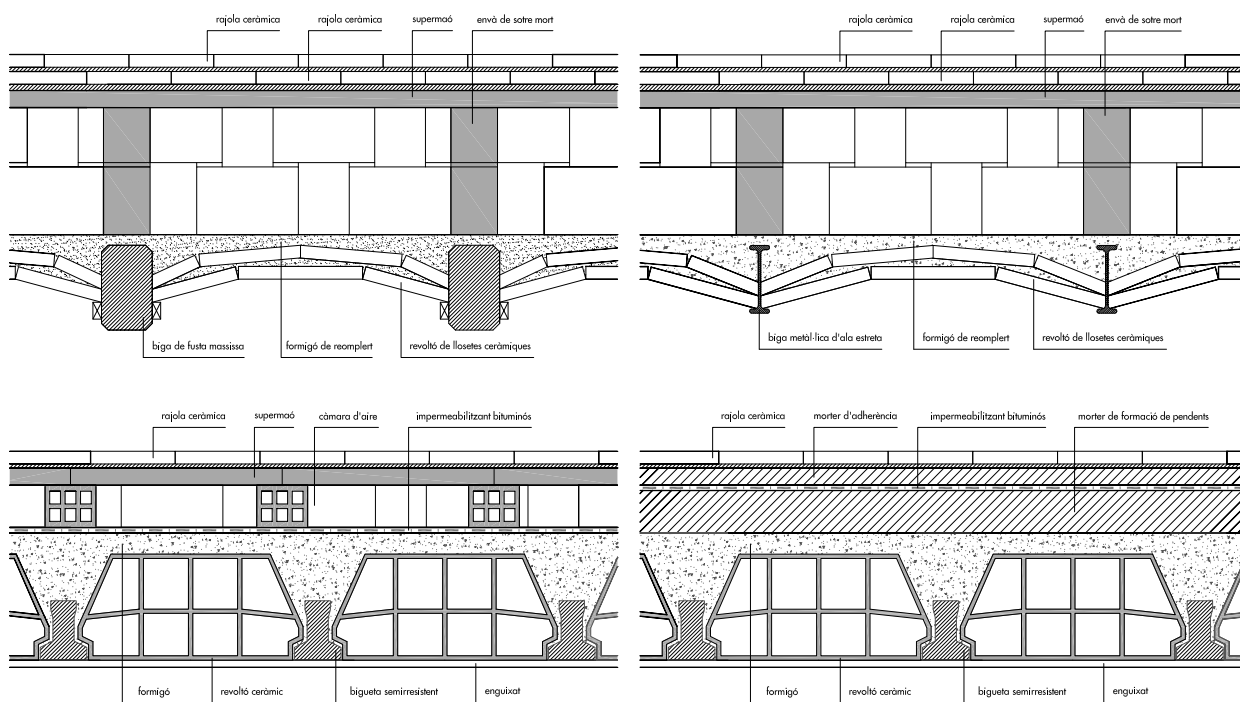 rajola ceràmica
rajola ceràmica
supermaó
envà de sotre mort
biga de fusta massissa
formigó de reomplert
revoltó de llosetes ceràmiques
rajola ceràmica
rajola ceràmica
supermaó
envà de sotre mort
biga metàl·lica d'ala estreta
formigó de reomplert
revoltó de llosetes ceràmiques
rajola ceràmica
supermaó
càmara d'aire
impermeabilitzant bituminós
formigó
revoltó ceràmic
bigueta semirresistent
enguixat
rajola ceràmica
morter d'adherència
impermeabilitzant bituminós
morter de formació de pendents
formigó
revoltó ceràmic
bigueta semirresistent
enguixat